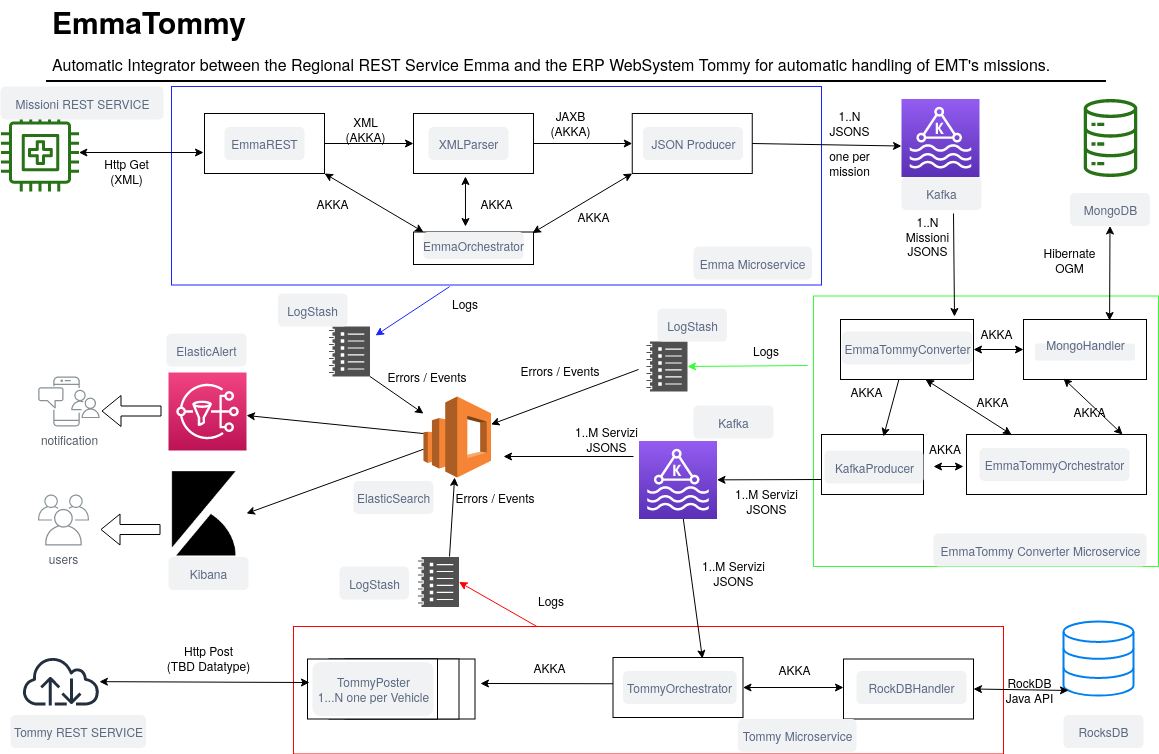 EmmaTommy
Automatic Integrator between the Regional REST Service Emma and the ERP WebSystem Tommy for automatic handling of EMT's missions.
Missioni REST SERVICE
Http Get
(XML)
EmmaREST
XML
(AKKA)
XMLParser
JAXB
(AKKA)
JSON Producer
AKKA
AKKA
AKKA
EmmaOrchestrator
Emma Microservice
1..N
JSONS
one per
mission
K
Kafka
MongoDB
1..N
Missioni
JSONS
Hibernate
OGM
Logs
LogStash
LogStash
Logs
EmmaTommyConverter
AKKA
MongoHandler
AKKA
AKKA
AKKA
KafkaProducer
AKKA
EmmaTommyOrchestrator
EmmaTommy Converter Microservice
ElasticAlert
Errors / Events
Errors / Events
notification
Kafka
K
1..M Servizi
JSONS
1..M Servizi
JSONS
ElasticSearch
Errors / Events
users
Kibana
LogStash
Logs
1..M Servizi
JSONS
Http Post
(TBD Datatype)
Tommy REST SERVICE
TommyPoster
1...N one per Vehicle
AKKA
TommyOrchestrator
AKKA
RockDBHandler
Tommy Microservice
RockDB
Java API
RocksDB